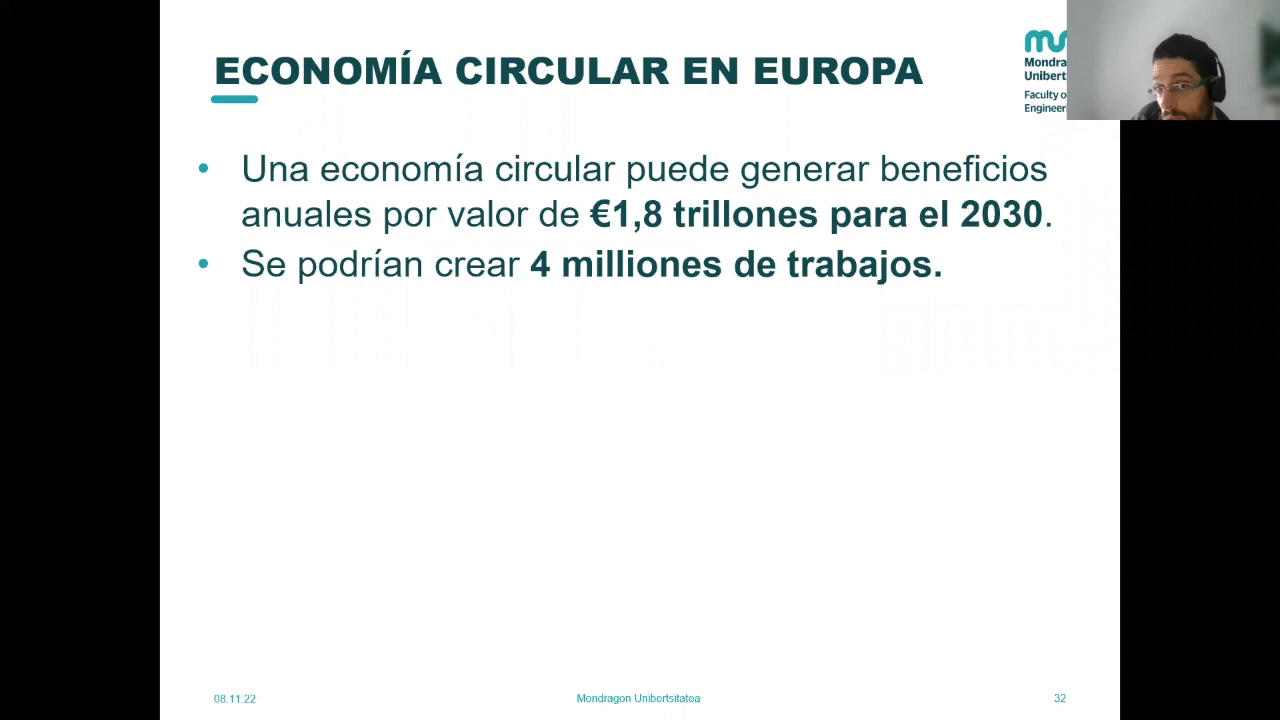 ECONOMÍA CIRCULAR EN EUROPA
Mondra
Unibert
Faculty o
Engineer
• Una economía circular puede generar beneficios
anuales por valor de €1,8 trillones para el 2030.
• Se podrían crear 4 milliones de trabajos.
08.11.22
Mondragon Unibertsitatea
32